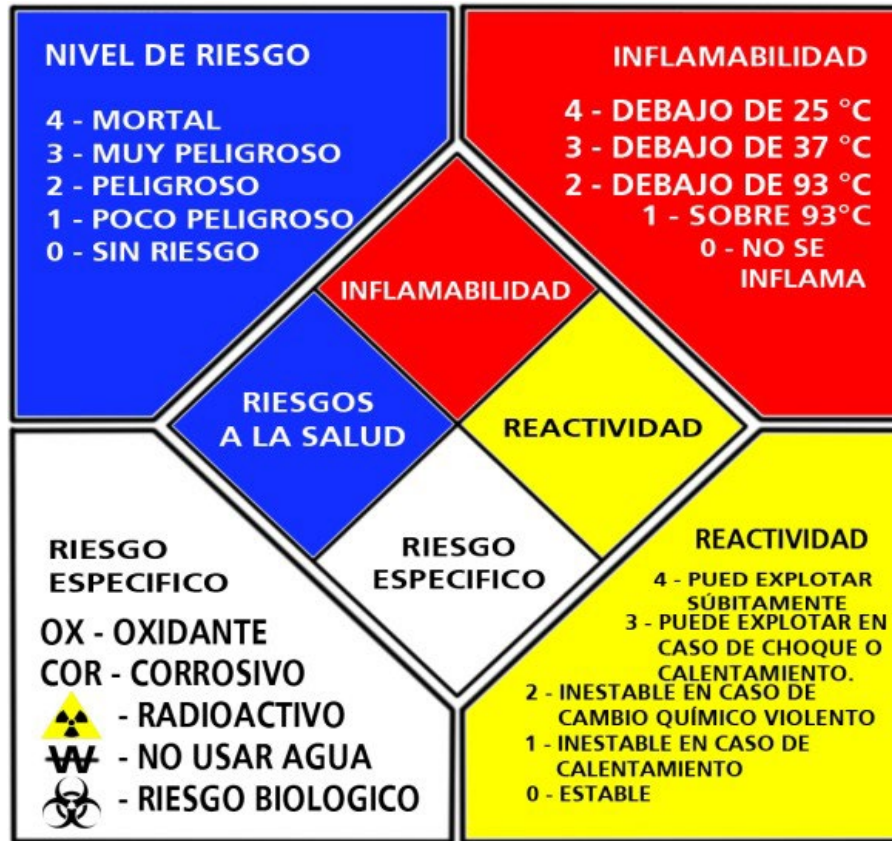 NIVEL DE RIESGO
4 - MORTAL
3 - MUY PELIGROSO
2 - PELIGROSO
1 - POCO PELIGROSO
0 - SIN RIESGO
INFLAMABILIDAD
4 - DEBAJO DE 25 °C
3 - DEBAJO DE 37 °C
2 - DEBAJO DE 93 °C
1 - SOBRE 93°C
0 - NO SE
INFLAMA
INFLAMABILIDAD
RIESGOS
A LA SALUD
REACTIVIDAD
RIESGO
ESPECIFICO
RIESGO
ESPECIFICO
OX - OXIDANTE
COR - CORROSIVO
- RADIOACTIVO
W - NO USAR AGUA
- RIESGO BIOLOGICO
REACTIVIDAD
4 - PUED EXPLOTAR
SÚBITAMENTE
3 - PUEDE EXPLOTAR EN
CASO DE CHOQUE O
CALENTAMIENTO.
2 - INESTABLE EN CASO DE
CAMBIO QUÍMICO VIOLENTO
1 - INESTABLE EN CASO DE
CALENTAMIENTO
0 - ESTABLE